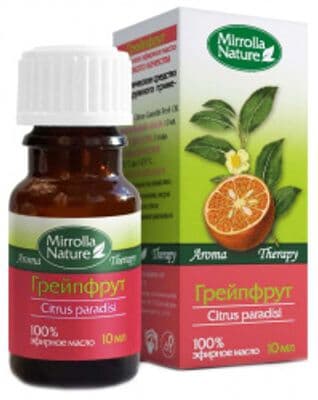 Mirrolla
Nature
Aroma Therapy
Грейпфрут
Citrus paradisi
100%
эфирное масло 10 мл
Mirrolla
Nature
Aroma Therapy
Грейпфрут
Citrus paradisi
100%
эфирное масло 10 мл
Грейпфрут